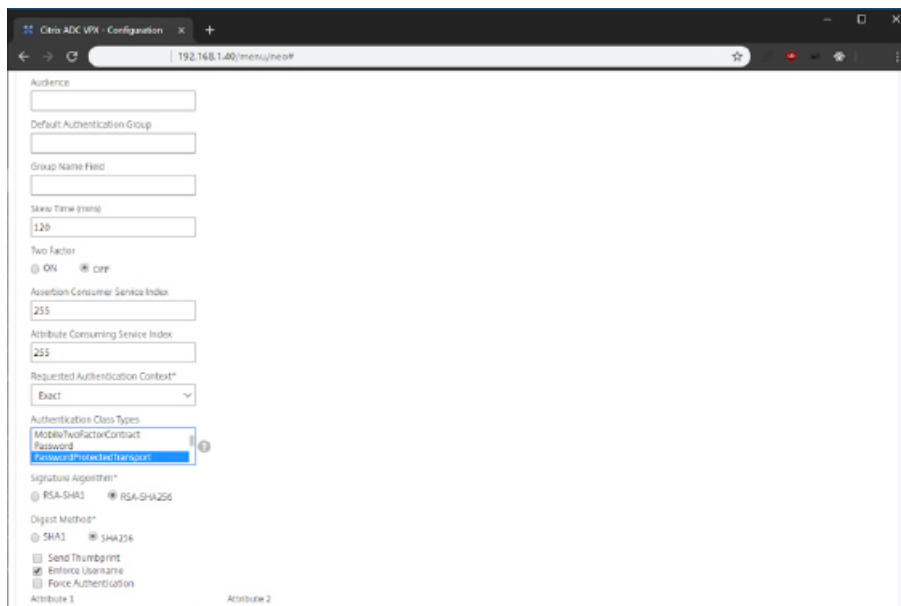 Citrix ADC VPX - Configuration
192.168.1.40/menu/neo#
Audience
Default Authentication Group
Group Name Field
Skew Time (mins)
120
Two Factor
ON OFF
Assertion Consumer Service Index
255
Attribute Consuming Service Index
255
Requested Authentication Context*
Exact
Authentication Class Types
MobileTwoFactorContract
Password
PasswordProtectedTransport
Signature Algorithm*
RSA-SHA1 RSA-SHA256
Digest Method*
SHA1 SHA256
Send Thumbprint
Enforce Username
Force Authentication
Attribute 1 Attribute 2